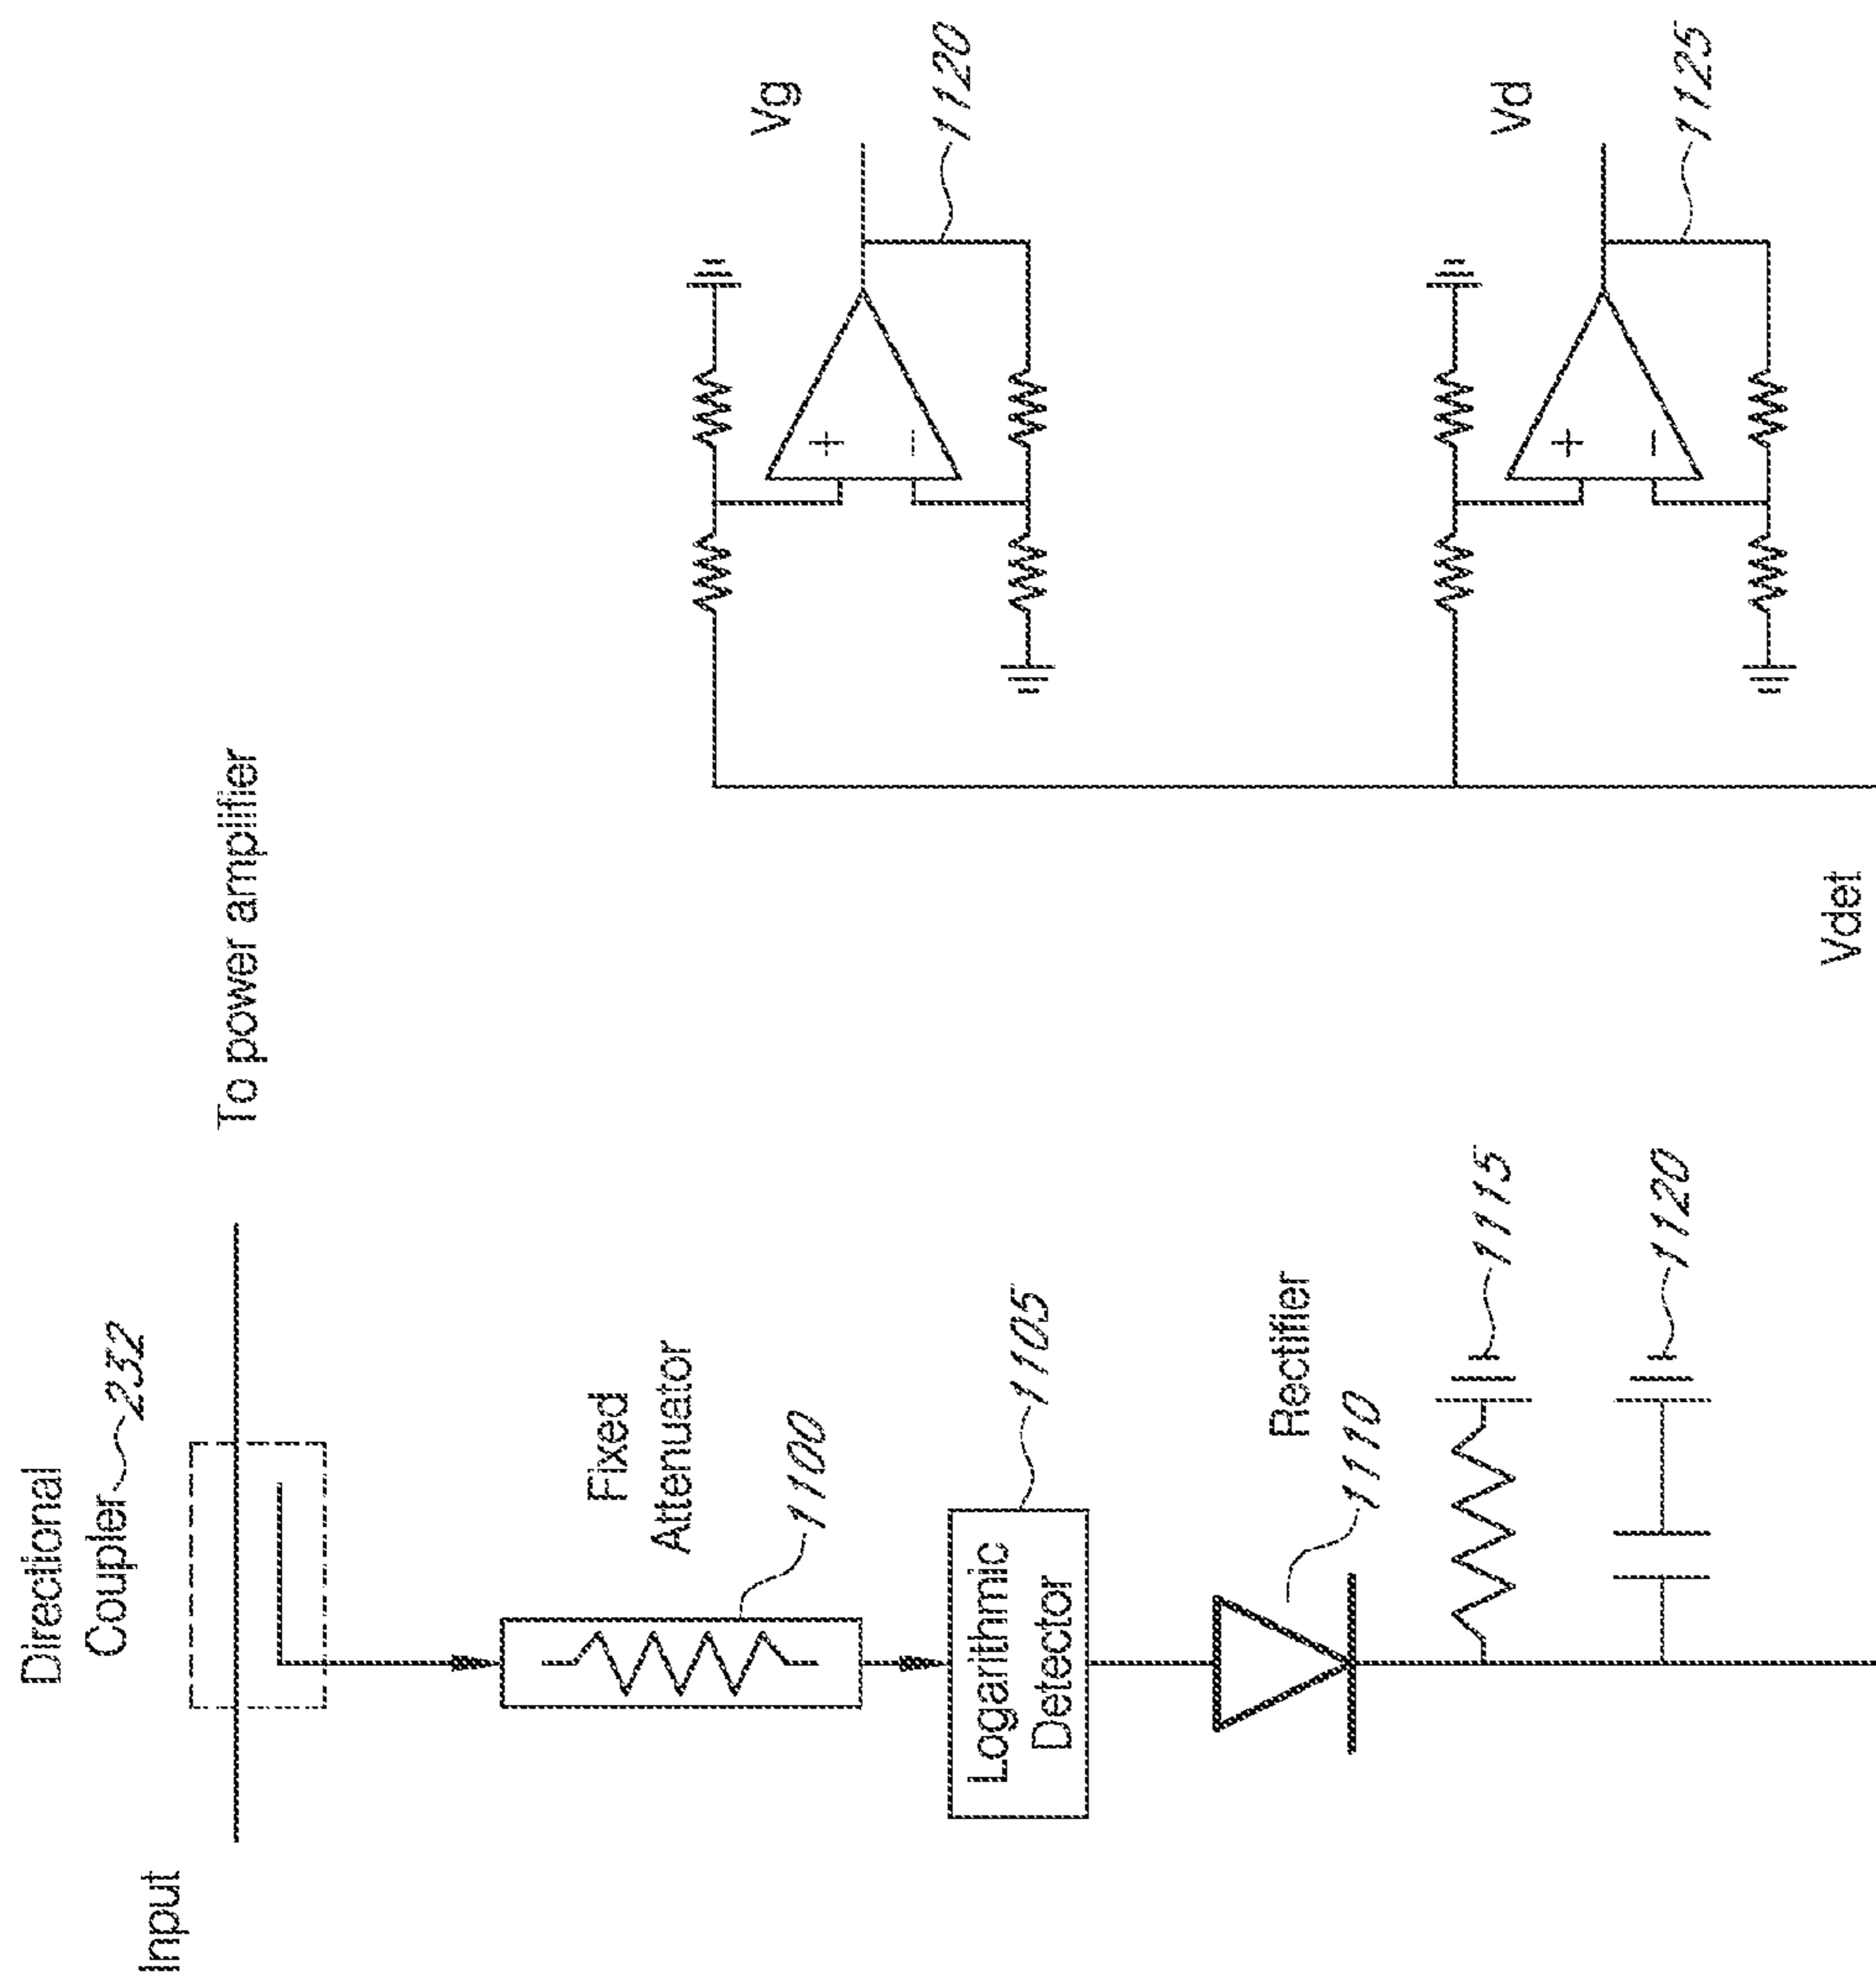 Directional
Coupler 232
Input
To power amplifier
Fixed
Attenuator
1100
Logarithmic
Detector
1105
Rectifier
1110
1115
1120
Vdet
Vg
+
−
1120
Vd
+
−
1125